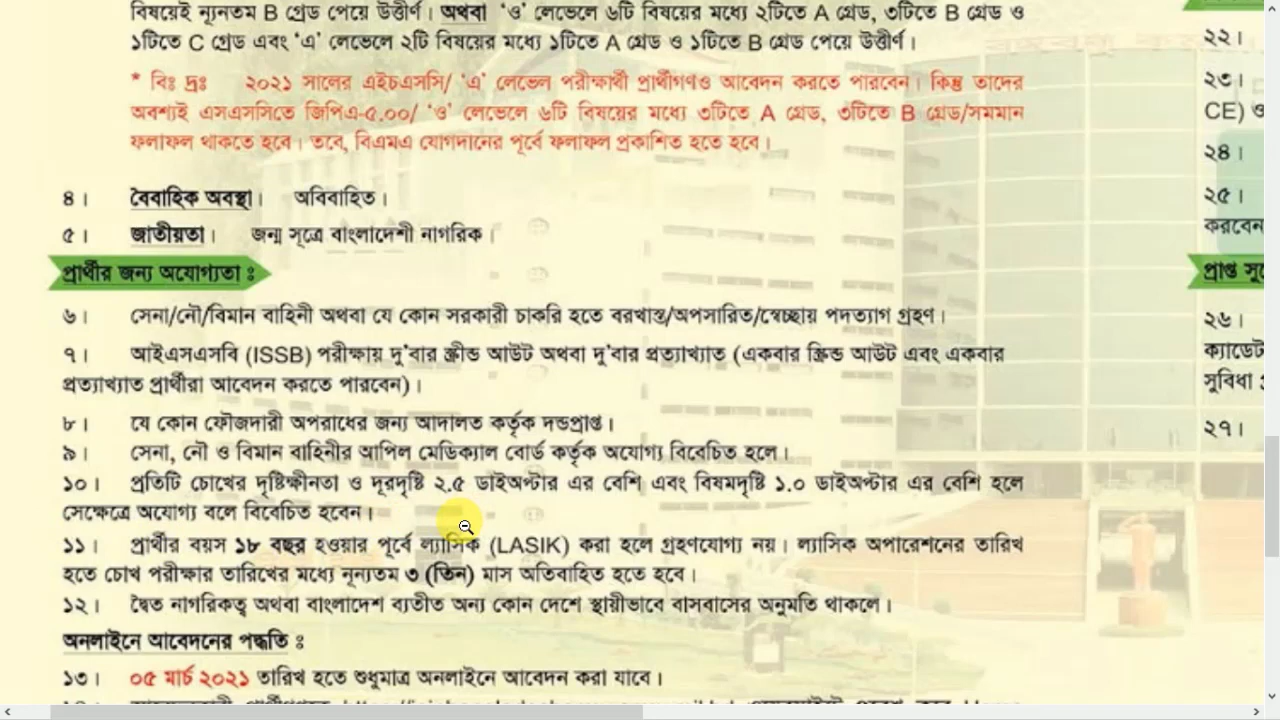 বিষয়েই ন্যূনতম B গ্রেড পেয়ে উত্তীর্ণ। অথবা 'ও' লেভেলে ৬টি বিষয়ের মধ্যে ২টিতে A গ্রেড, ৩টিতে B গ্রেড ও
১টিতে C গ্রেড এবং 'এ' লেভেলে ২টি বিষয়ের মধ্যে ১টিতে A গ্রেড ও ১টিতে B গ্রেড পেয়ে উত্তীর্ণ।
* বিঃ দ্রঃ ২০২১ সালের এইচএসসি/ 'এ' লেভেল পরীক্ষার্থী প্রার্থীগণও আবেদন করতে পারবেন। কিন্তু তাদের
অবশ্যই এসএসসিতে জিপিএ-৫.০০/ 'ও' লেভেলে ৬টি বিষয়ের মধ্যে ৩টিতে A গ্রেড, ৩টিতে B গ্রেড/সমমান
ফলাফল থাকতে হবে। তবে, বিএমএ যোগদানের পূর্বে ফলাফল প্রকাশিত হতে হবে।
৪। বৈবাহিক অবস্থা। অবিবাহিত।
৫। জাতীয়তা। জন্ম সূত্রে বাংলাদেশী নাগরিক।
প্রার্থীর জন্য অযোগ্যতা ঃ
৬। সেনা/নৌ/বিমান বাহিনী অথবা যে কোন সরকারী চাকরি হতে বরখাস্ত/অপসারিত/স্বেচ্ছায় পদত্যাগ গ্রহণ।
৭। আইএসএসবি (ISSB) পরীক্ষায় দু'বার স্ক্রীন্ড আউট অথবা দু'বার প্রত্যাখ্যাত (একবার স্ক্রিন্ড আউট এবং একবার
প্রত্যাখ্যাত প্রার্থীরা আবেদন করতে পারবেন)।
৮। যে কোন ফৌজদারী অপরাধের জন্য আদালত কর্তৃক দন্ডপ্রাপ্ত।
৯। সেনা, নৌ ও বিমান বাহিনীর আপিল মেডিক্যাল বোর্ড কর্তৃক অযোগ্য বিবেচিত হলে।
১০। প্রতিটি চোখের দৃষ্টিক্ষীনতা ও দূরদৃষ্টি ২.৫ ডাইঅপ্টার এর বেশি এবং বিষমদৃষ্টি ১.০ ডাইঅপ্টার এর বেশি হলে
সেক্ষেত্রে অযোগ্য বলে বিবেচিত হবেন।
১১। প্রার্থীর বয়স ১৮ বছর হওয়ার পূর্বে ল্যাসিক (LASIK) করা হলে গ্রহণযোগ্য নয়। ল্যাসিক অপারেশনের তারিখ
হতে চোখ পরীক্ষার তারিখের মধ্যে নূন্যতম ৩ (তিন) মাস অতিবাহিত হতে হবে।
১২। দ্বৈত নাগরিকত্ব অথবা বাংলাদেশ ব্যতীত অন্য কোন দেশে স্থায়ীভাবে বাসবাসের অনুমতি থাকলে।
অনলাইনে আবেদনের পদ্ধতি ঃ
১৩। ০৫ মার্চ ২০২১ তারিখ হতে শুধুমাত্র অনলাইনে আবেদন করা যাবে।
২২।
২৩।
CE) ও
২৪।
২৫।
করবেন
প্রাপ্ত সু
২৬।
ক্যাডেট
সুবিধা
২৭।